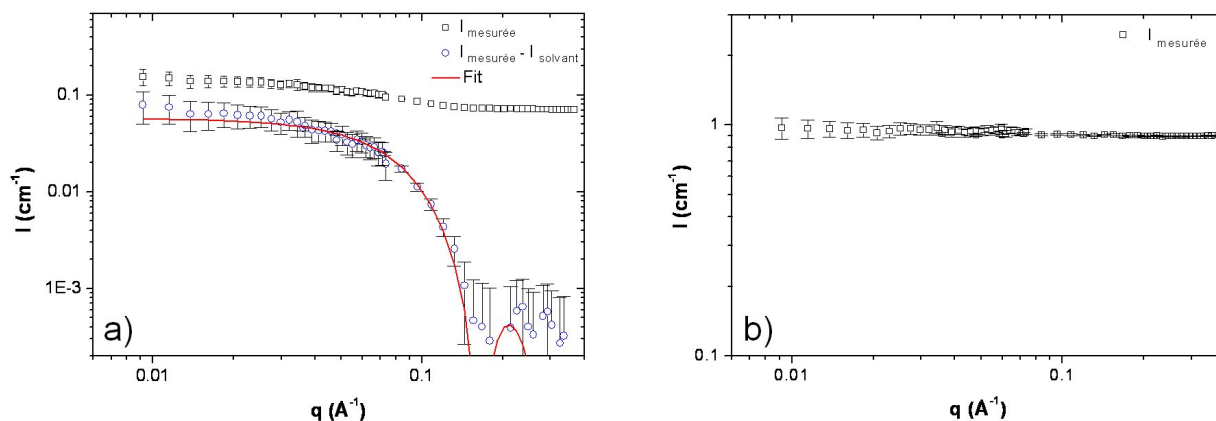 I mesurée
I mesurée - I solvant
Fit
0.1
0.01
1E-3
I (cm-1)
a)
0.01
0.1
q (A-1)
I mesurée
1
0.1
I (cm-1)
b)
0.01
0.1
q (A-1)